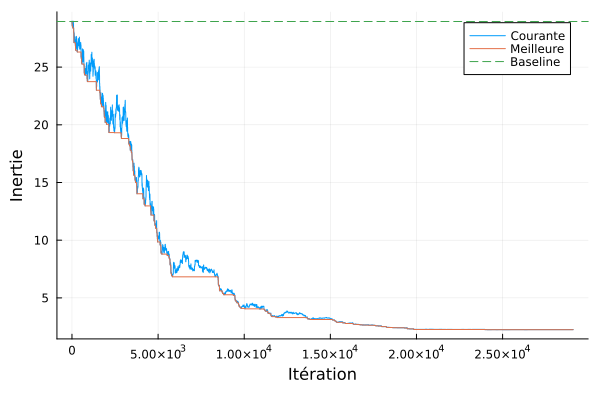 Courante
Meilleure
Baseline
Inertie
25
20
15
10
5
0
5.00×10³
1.00×10⁴
1.50×10⁴
2.00×10⁴
2.50×10⁴
Itération